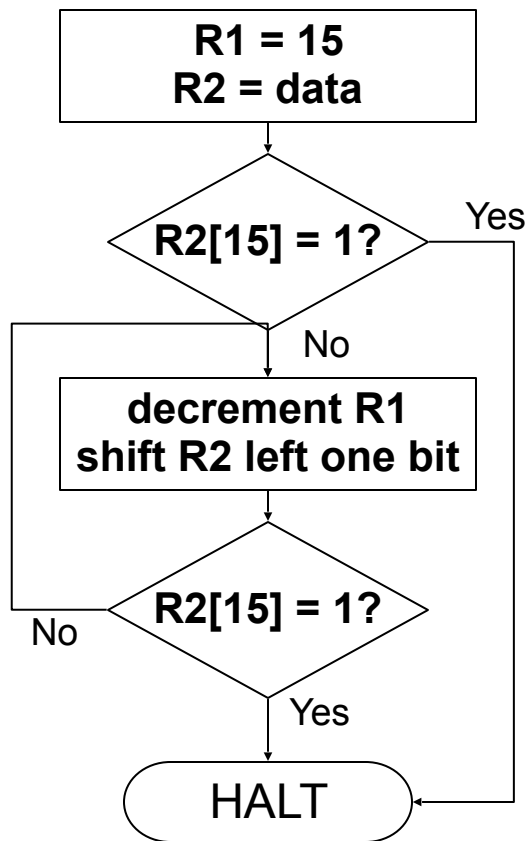 R1 = 15
R2 = data
R2[15] = 1?
Yes
No
decrement R1
shift R2 left one bit
R2[15] = 1?
No
Yes
HALT